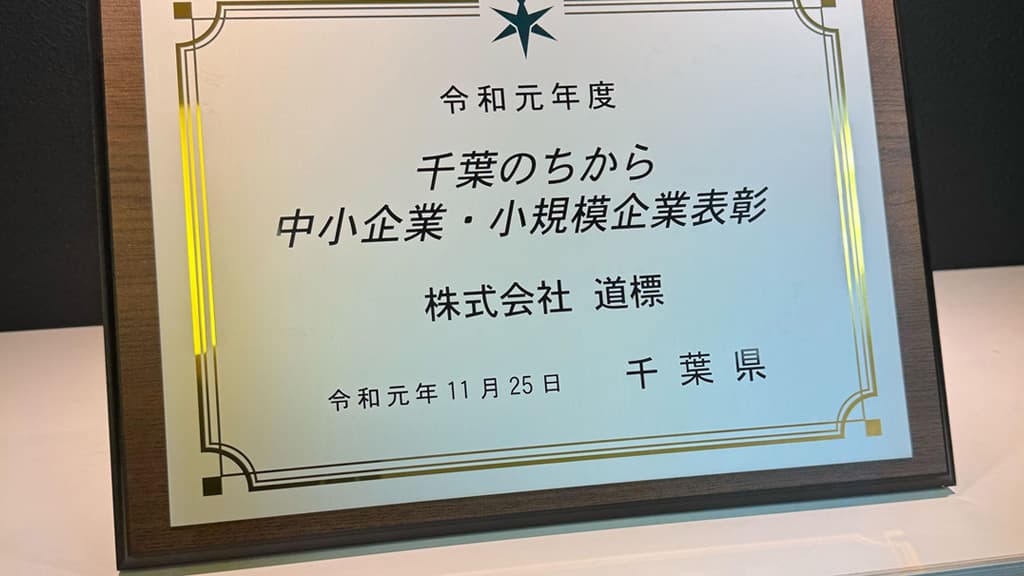 令和元年度
千葉のちから
中小企業・小規模企業表彰
株式会社 道標
令和元年11月25日 千葉県